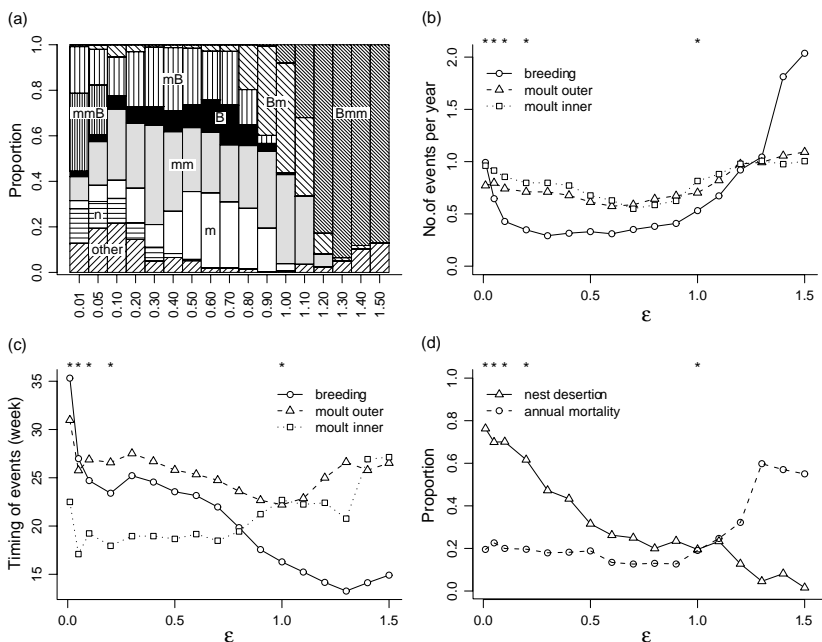 (a)
1.0
0.8
0.6
0.4
0.2
0.0
Proportion
mmB
n
other
mB
B
mm
m
Bm
Bmm
0.01
0.05
0.10
0.20
0.30
0.40
0.50
0.60
0.70
0.80
0.90
1.00
1.10
1.20
1.30
1.40
1.50
(b)
* * * * *
breeding
moult outer
moult inner
2.0
1.5
1.0
0.5
0.0
No. of events per year
0.0 0.5 1.0 1.5
ε
(c)
* * * * *
breeding
moult outer
moult inner
35
30
25
20
15
Timing of events (week)
0.0 0.5 1.0 1.5
ε
(d)
* * * * *
nest desertion
annual mortality
1.0
0.8
0.6
0.4
0.2
0.0
Proportion
0.0 0.5 1.0 1.5
ε